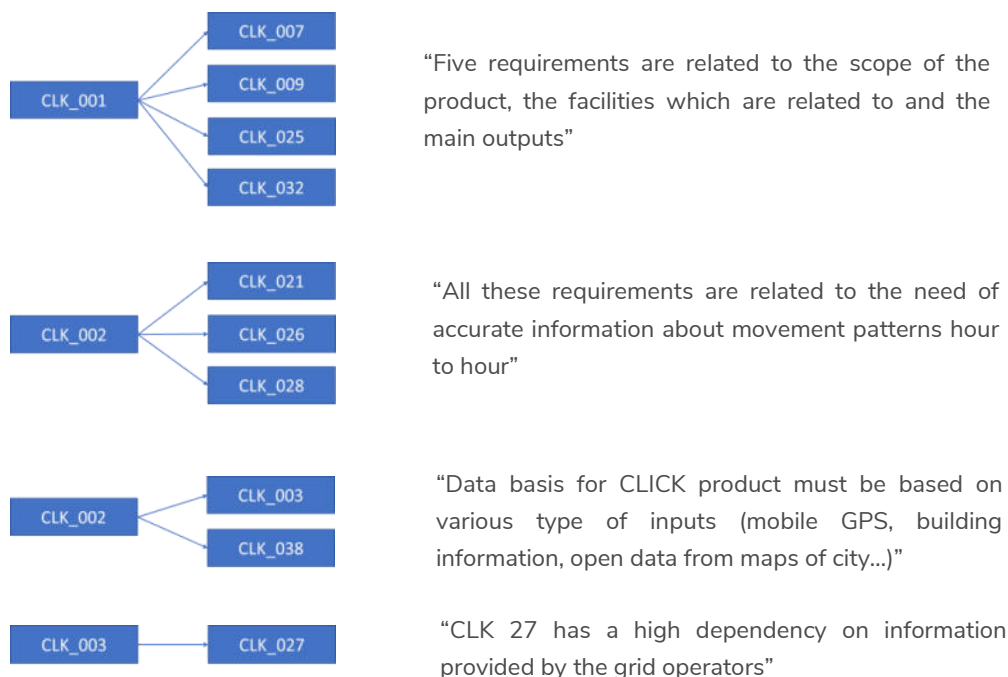 CLK_007
CLK_009
CLK_001
CLK_025
CLK_032
“Five requirements are related to the scope of the
product, the facilities which are related to and the
main outputs”
CLK_021
CLK_002
CLK_026
CLK_028
“All these requirements are related to the need of
accurate information about movement patterns hour
to hour”
CLK_003
CLK_002
CLK_038
“Data basis for CLICK product must be based on
various type of inputs (mobile GPS, building
information, open data from maps of city...)”
CLK_003
CLK_027
“CLK 27 has a high dependency on information
provided by the grid operators”